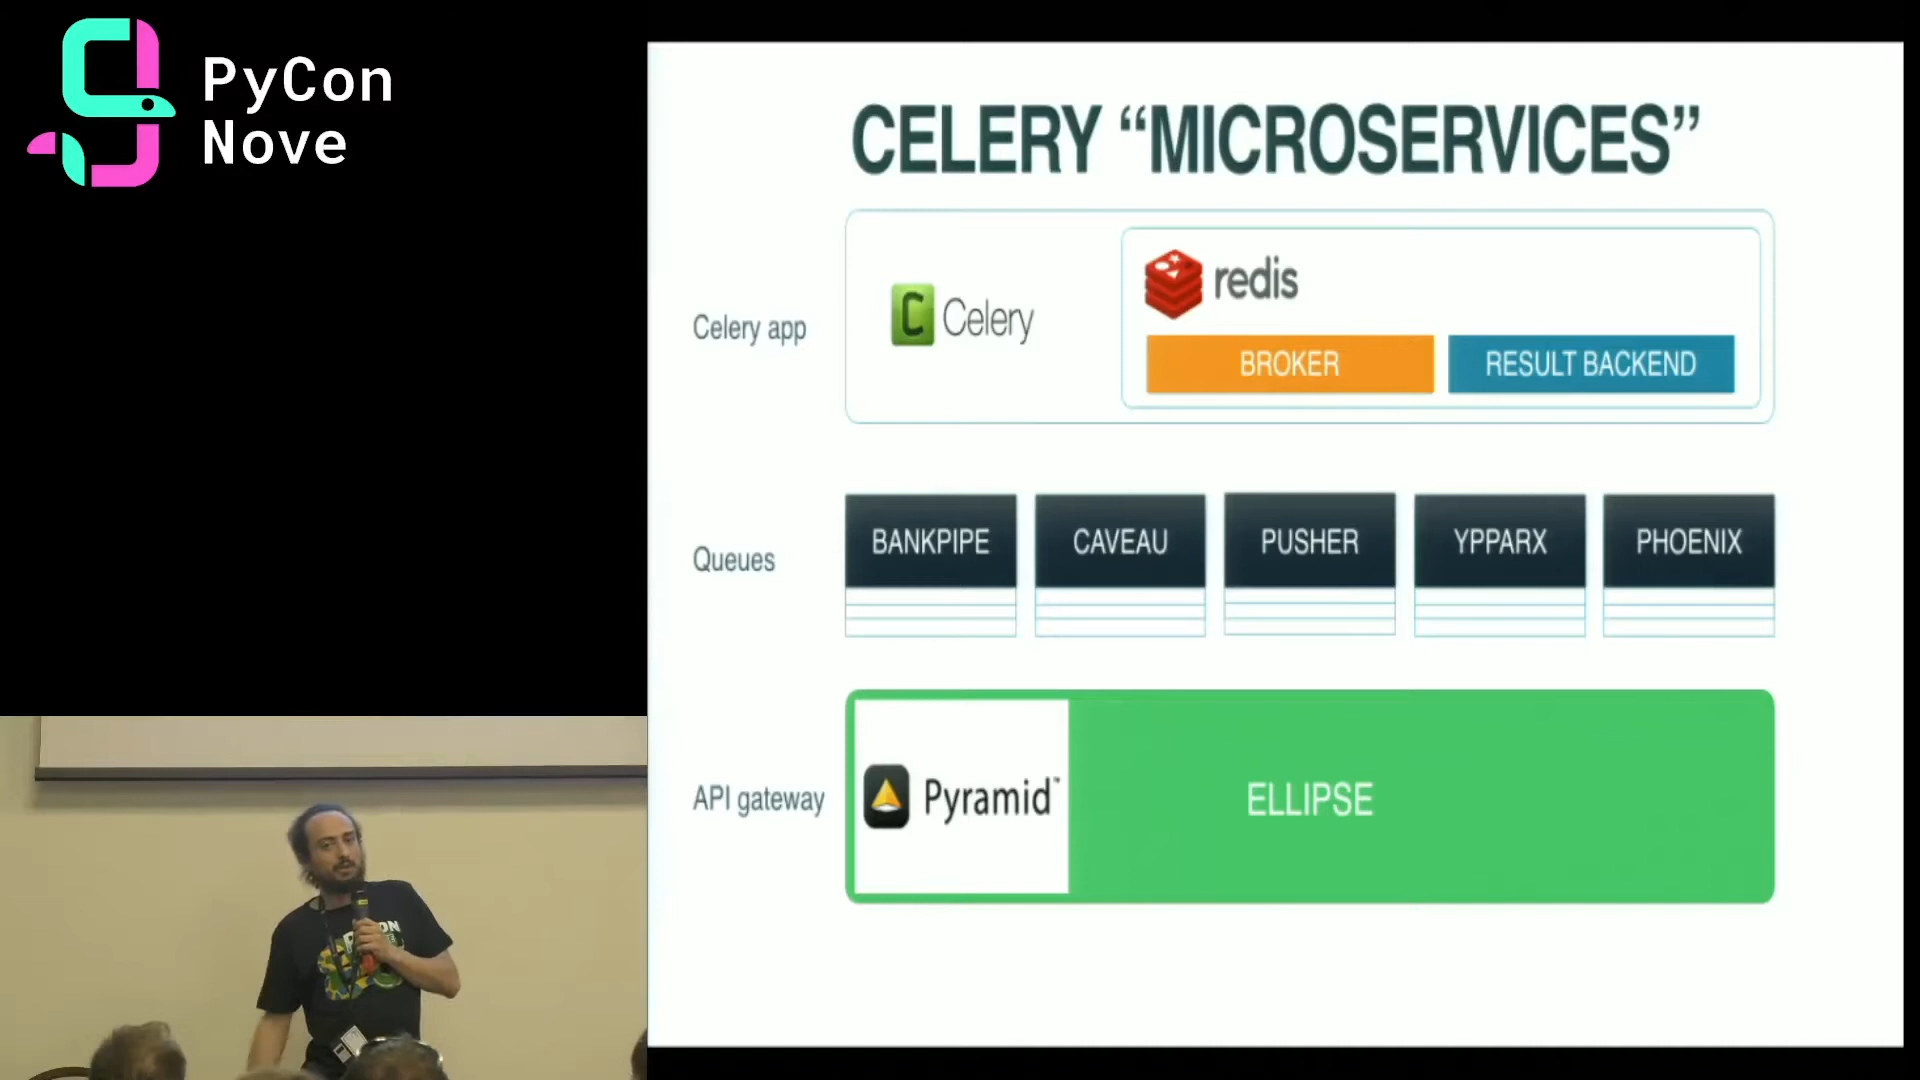 PyCon
Nove
CELERY “MICROSERVICES”
Celery app
C Celery
redis
BROKER
RESULT BACKEND
Queues
BANKPIPE
CAVEAU
PUSHER
YPPARX
PHOENIX
API gateway
Pyramid™
ELLIPSE